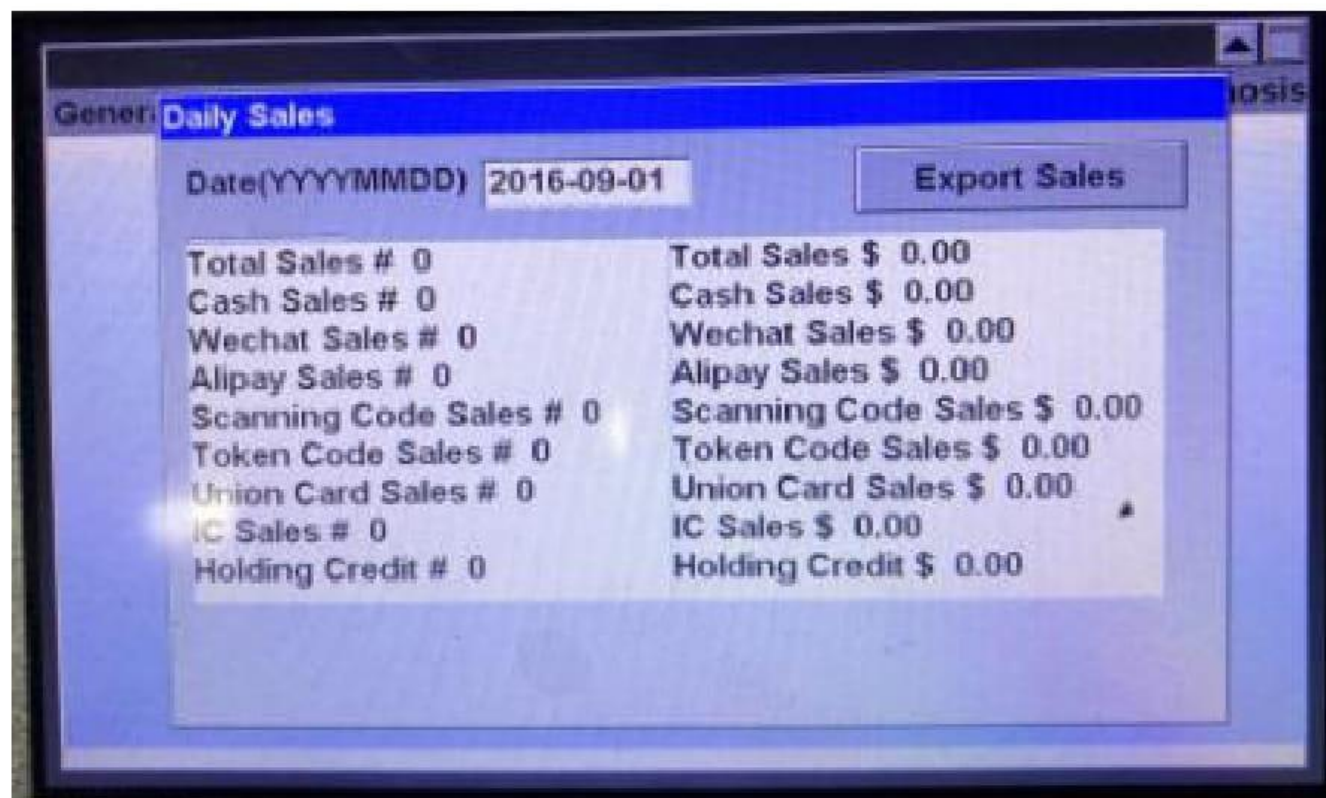 Gener
iosis
Daily Sales
Date(YYYYMMDD) 2016-09-01
Export Sales
Total Sales # 0
Cash Sales # 0
Wechat Sales # 0
Alipay Sales # 0
Scanning Code Sales # 0
Token Code Sales # 0
Union Card Sales # 0
IC Sales # 0
Holding Credit # 0
Total Sales $ 0.00
Cash Sales $ 0.00
Wechat Sales $ 0.00
Alipay Sales $ 0.00
Scanning Code Sales $ 0.00
Token Code Sales $ 0.00
Union Card Sales $ 0.00
IC Sales $ 0.00
Holding Credit $ 0.00